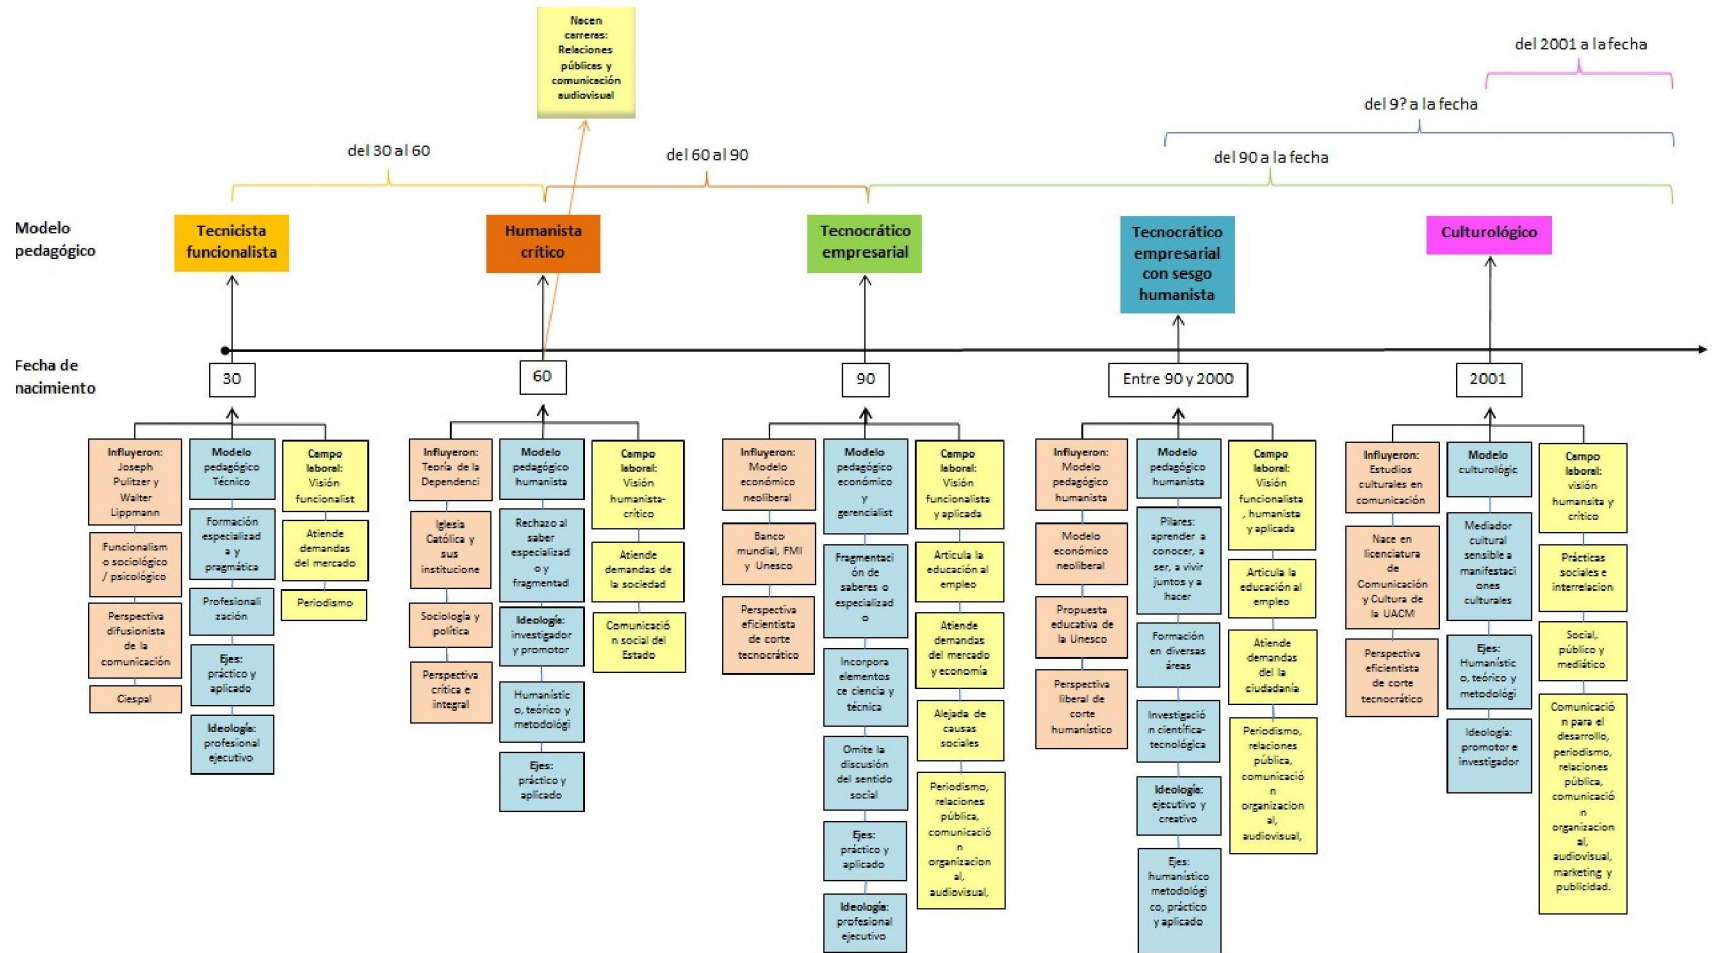 Nacen
carreras:
Relaciones
públicas y
comunicación
audiovisual
del 2001 a la fecha
del 9? a la fecha
del 30 al 60
del 60 al 90
del 90 a la fecha
Modelo
pedagógico
Tecnicista
funcionalista
Humanista
crítico
Tecnocrático
empresarial
Tecnocrático
empresarial
con sesgo
humanista
Culturológico
Fecha de
nacimiento
30
60
90
Entre 90 y 2000
2001
Influyeron:
Joseph
Pulitzer y
Walter
Lippmann
Funcionalism
o sociológico
/ psicológico
Perspectiva
difusionista
de la
comunicación
Ciespal
Modelo
pedagógico
Técnico
Formación
especializad
a y
pragmática
Profesionali
zación
Ejes:
práctico y
aplicado
Ideología:
profesional
ejecutivo
Campo
laboral:
Visión
funcionalist
Atiende
demandas
del mercado
Periodismo
Influyeron:
Teoría de la
Dependenci
Iglesia
Católica y
sus
institucione
Sociología y
política
Perspectiva
crítica e
integral
Modelo
pedagógico
humanista
Rechazo al
saber
especializad
o y
fragmentad
Ideología:
investigador
y promotor
Humanístic
o, teórico y
metodológi
Ejes:
práctico y
aplicado
Campo
laboral:
Visión
humanista-
crítico
Atiende
demandas de
la sociedad
Comunicació
n social del
Estado
Influyeron:
Modelo
económico
neoliberal
Banco
mundial, FMI
y Unesco
Perspectiva
eficientista
de corte
tecnocrático
Modelo
pedagógico
económico
y
gerencialist
Fragmentaci
ón de
saberes o
especializad
o
Incorpora
elementos
ce ciencia y
técnica
Omite la
discusión
del sentido
social
Ejes:
práctico y
aplicado
Ideología:
profesional
ejecutivo
Campo
laboral:
Visión
funcionalista
y aplicada
Articula la
educación al
empleo
Atiende
demandas
del mercado
y economía
Alejada de
causas
sociales
Periodismo,
relaciones
pública,
comunicació
n
organizacion
al,
audiovisual,
Influyeron:
Modelo
pedagógico
humanista
Modelo
económico
neoliberal
Propuesta
educativa de
la Unesco
Perspectiva
liberal de
corte
humanístico
Modelo
pedagógico
humanista
Pilares:
aprender a
conocer, a
ser, a vivir
juntos y a
hacer
Formación
en diversas
áreas
Investigació
n científica-
tecnológica
Ideología:
ejecutivo y
creativo
Ejes:
humanístico
metodológi
co, práctico
y aplicado
Campo
laboral:
Visión
funcionalista
, humanista
y aplicada
Articula la
educación al
empleo
Atiende
demandas
del la
ciudadanía
Periodismo,
relaciones
pública,
comunicació
n
organizacion
al,
audiovisual,
Influyeron:
Estudios
culturales en
comunicación
Nace en
licenciatura
de
Comunicación
y Cultura de
la UACM
Perspectiva
eficientista
de corte
tecnocrático
Modelo
culturológic
Mediador
cultural
sensible a
manifestaci
ones
culturales
Ejes:
Humanístic
o, teórico y
metodológi
Ideología:
promotor e
investigador
Campo
laboral:
visión
humansita y
crítico
Prácticas
sociales e
interrelacion
Social,
público y
mediático
Comunicació
n para el
desarrollo,
periodismo,
relaciones
pública,
comunicació
n
organizacion
al,
audiovisual,
marketing y
publicidad.